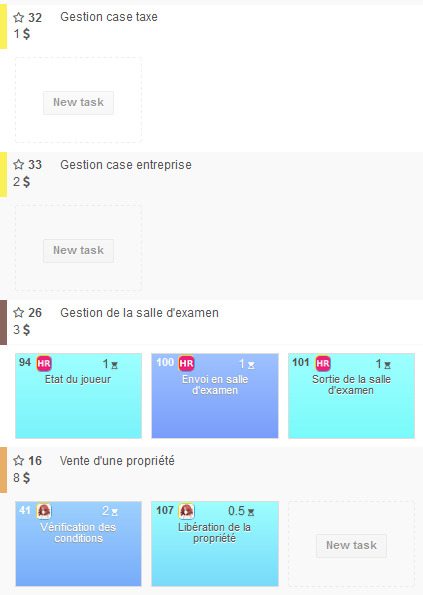 32 Gestion case taxe
1 $
New task
33 Gestion case entreprise
2 $
New task
26 Gestion de la salle d'examen
3 $
94 HR 1
Etat du joueur
100 HR 1
Envoi en salle
d'examen
101 HR 1
Sortie de la salle
d'examen
16 Vente d'une propriété
8 $
41 2
Vérification des
conditions
107 0.5
Libération de la
propriété
New task